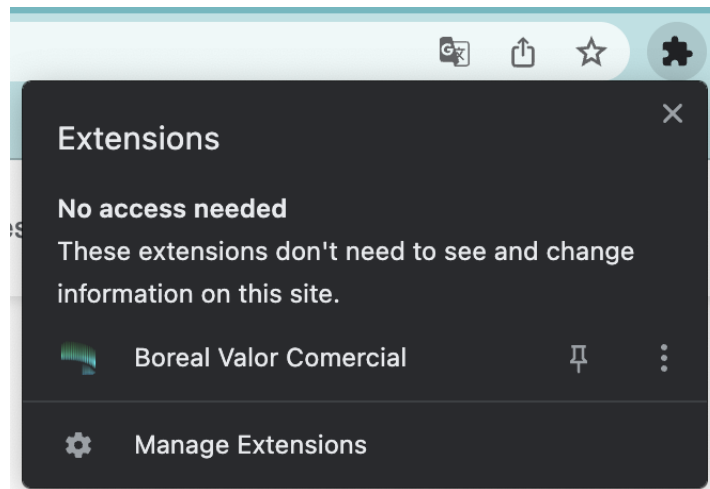 Extensions
No access needed
These extensions don't need to see and change
information on this site.
Boreal Valor Comercial
Manage Extensions